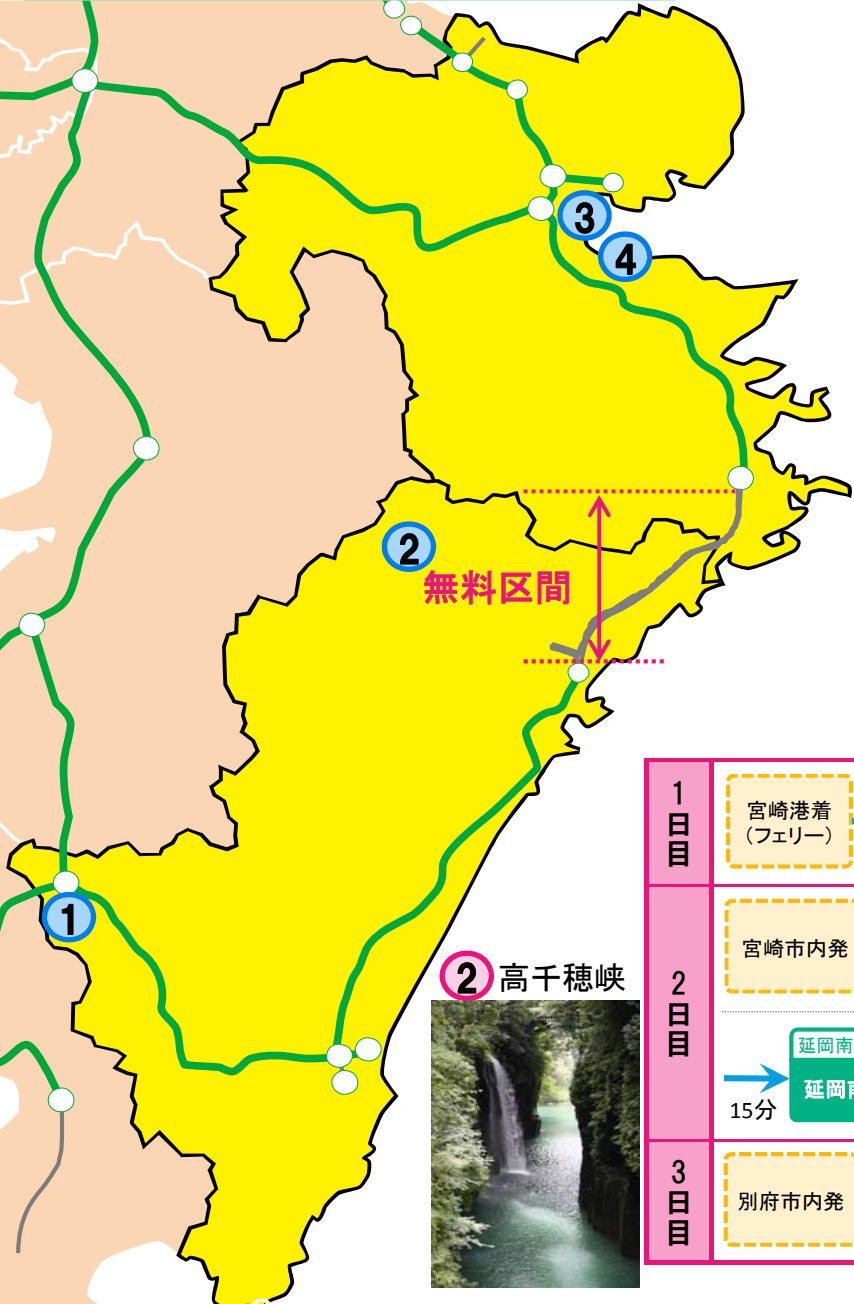 3
4
2
無料区間
1
2 高千穂峡
1日目
宮崎港着
(フェリー)
2日目
宮崎市内発
延岡南
15分
延岡南
3日目
別府市内発